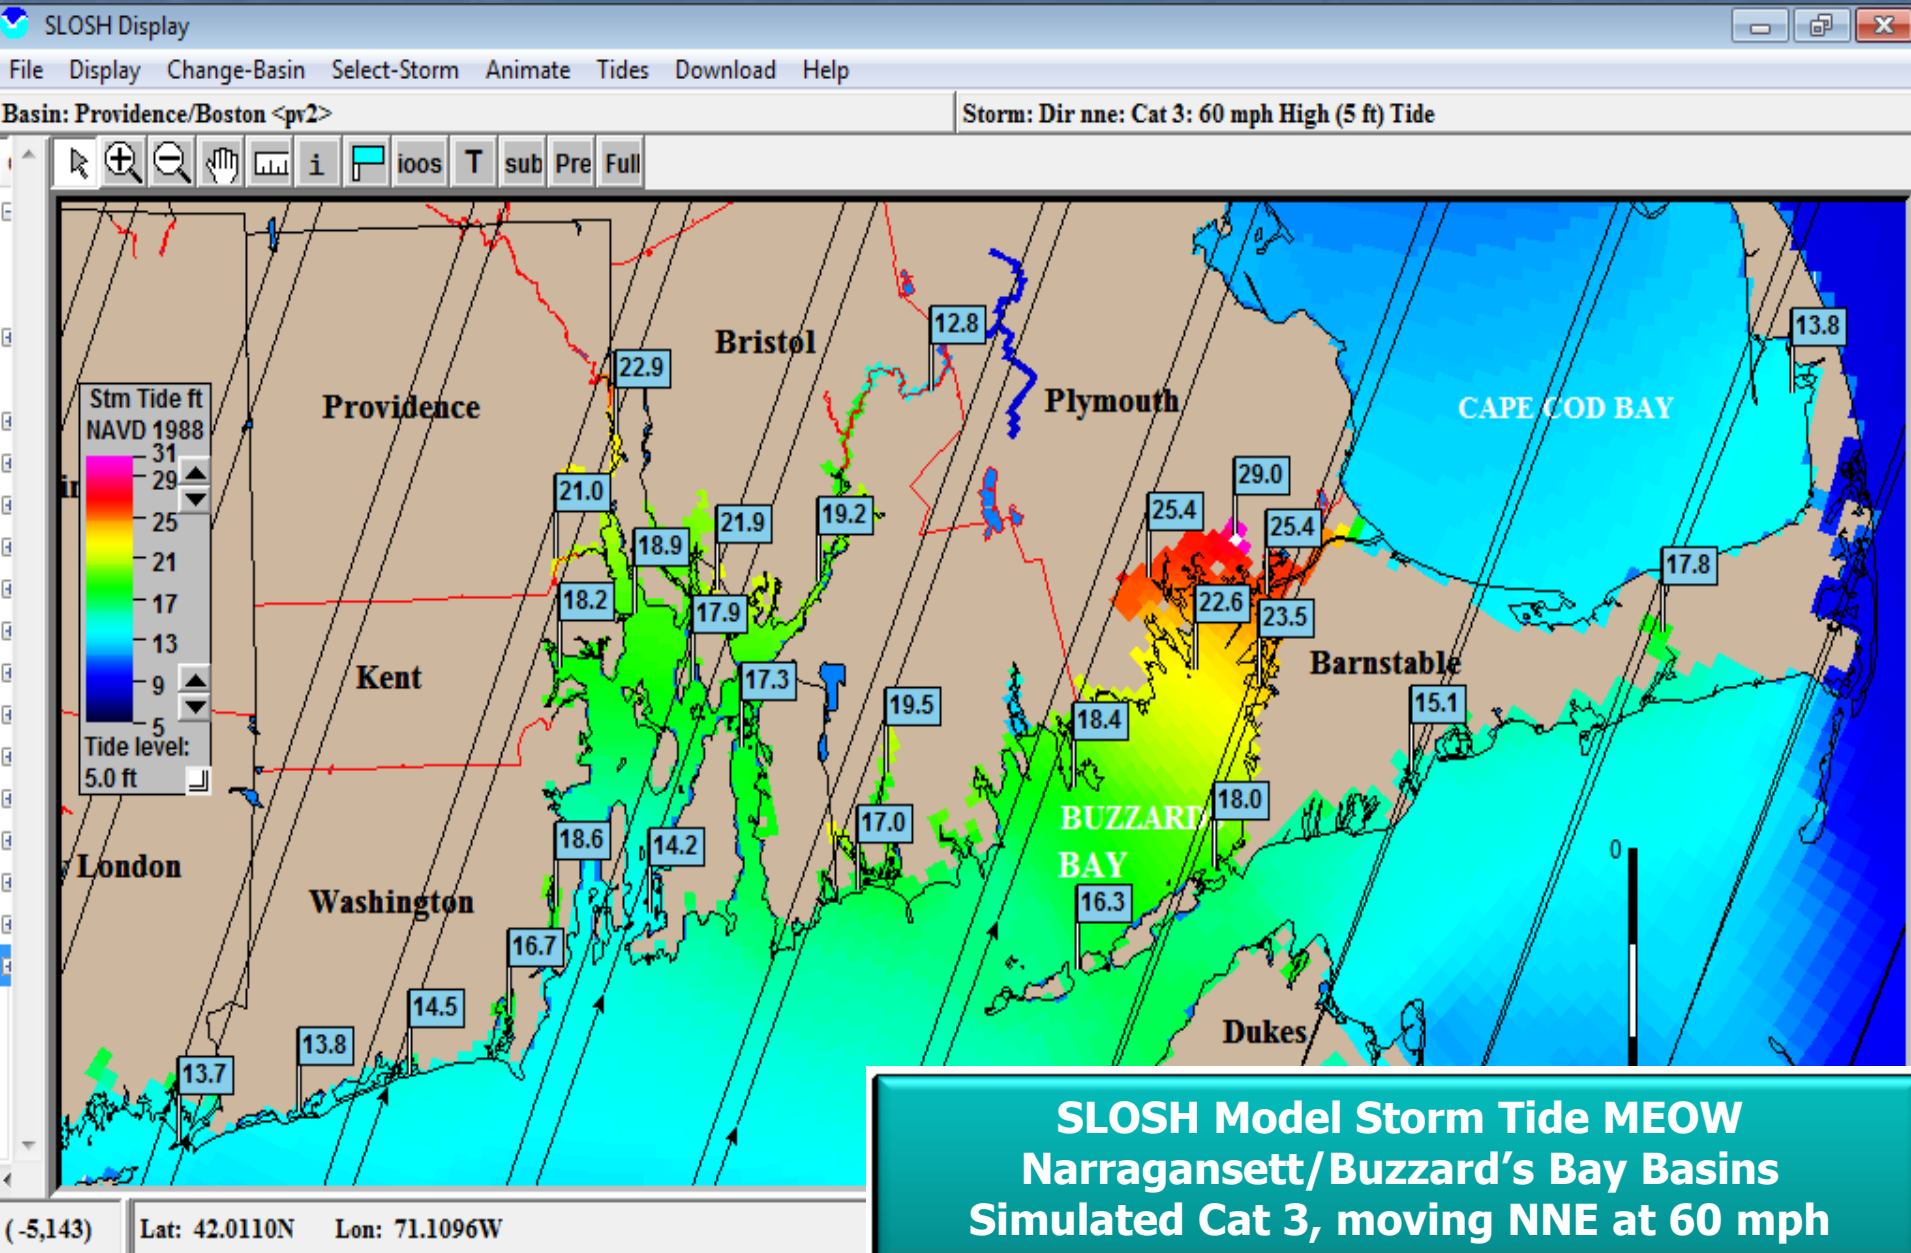 SLOSH Display
File Display Change-Basin Select-Storm Animate Tides Download Help
Basin: Providence/Boston <pv2>
Storm: Dir nne: Cat 3: 60 mph High (5 ft) Tide
i ioos T sub Pre Full
Stm Tide ft
NAVD 1988
31
29
25
21
17
13
9
5
Tide level:
5.0 ft
12.8
13.8
Bristol
22.9
Providence
Plymouth
CAPE COD BAY
29.0
21.0
25.4
21.9
19.2
25.4
18.9
17.8
18.2
17.9
22.6
23.5
Kent
17.3
Barnstable
19.5
15.1
18.4
18.0
BUZZARDS
BAY
17.0
18.6
14.2
0
London
Washington
16.3
16.7
14.5
Dukes
13.8
13.7
SLOSH Model Storm Tide MEOW
Narragansett/Buzzard’s Bay Basins
Simulated Cat 3, moving NNE at 60 mph
( -5,143)
Lat: 42.0110N Lon: 71.1096W